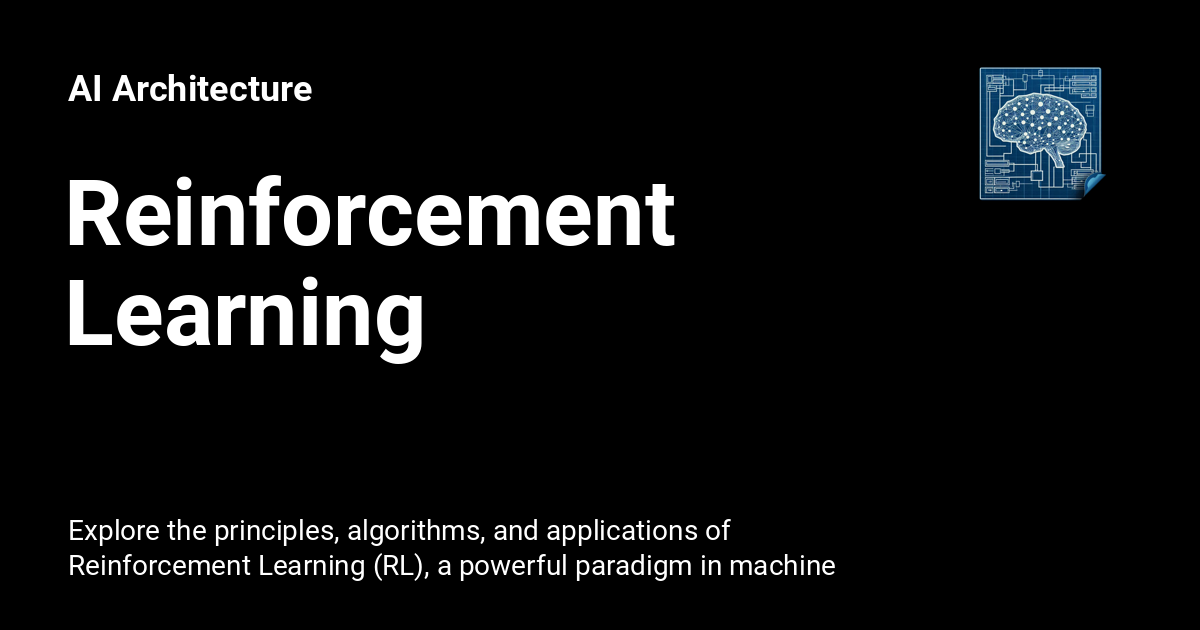 AI Architecture
Reinforcement
Learning
Explore the principles, algorithms, and applications of
Reinforcement Learning (RL), a powerful paradigm in machine